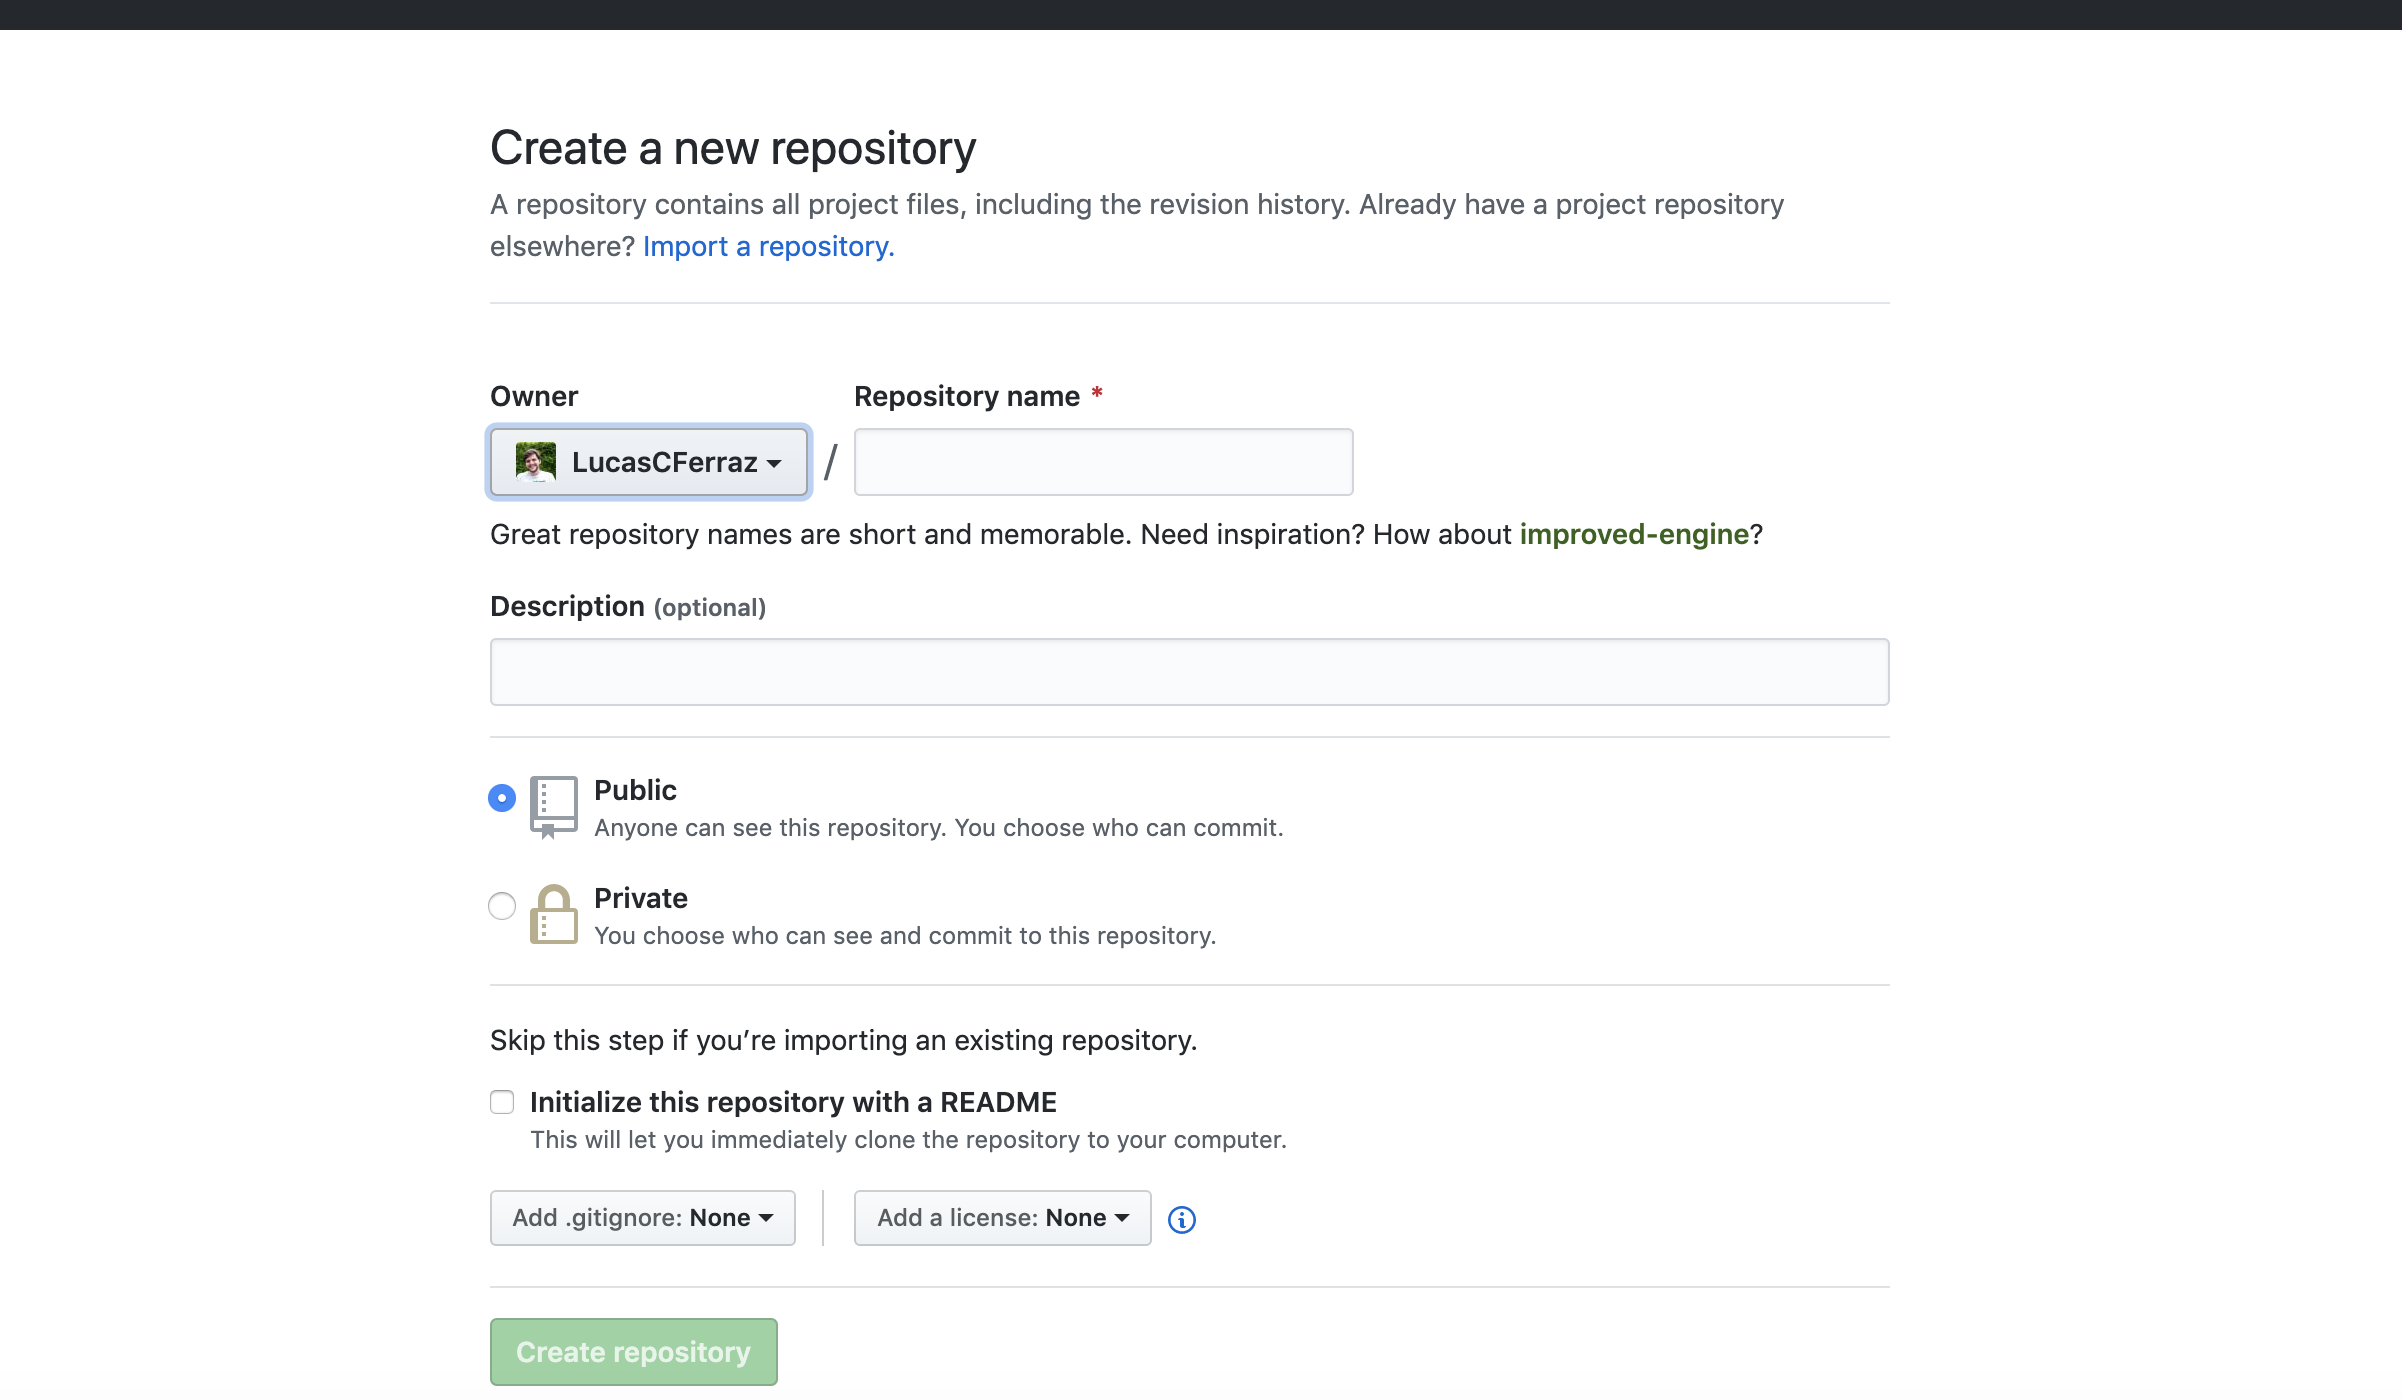 Create a new repository
A repository contains all project files, including the revision history. Already have a project repository
elsewhere? Import a repository.
Owner
Repository name *
LucasCFerraz
/
Great repository names are short and memorable. Need inspiration? How about improved-engine?
Description (optional)
Public
Anyone can see this repository. You choose who can commit.
Private
You choose who can see and commit to this repository.
Skip this step if you’re importing an existing repository.
Initialize this repository with a README
This will let you immediately clone the repository to your computer.
Add .gitignore: None
Add a license: None
Create repository